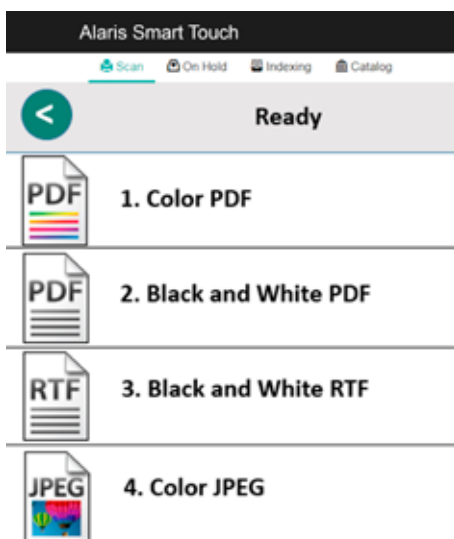 Alaris Smart Touch
Scan On Hold Indexing Catalog
< Ready
PDF 1. Color PDF
PDF 2. Black and White PDF
RTF 3. Black and White RTF
JPEG 4. Color JPEG